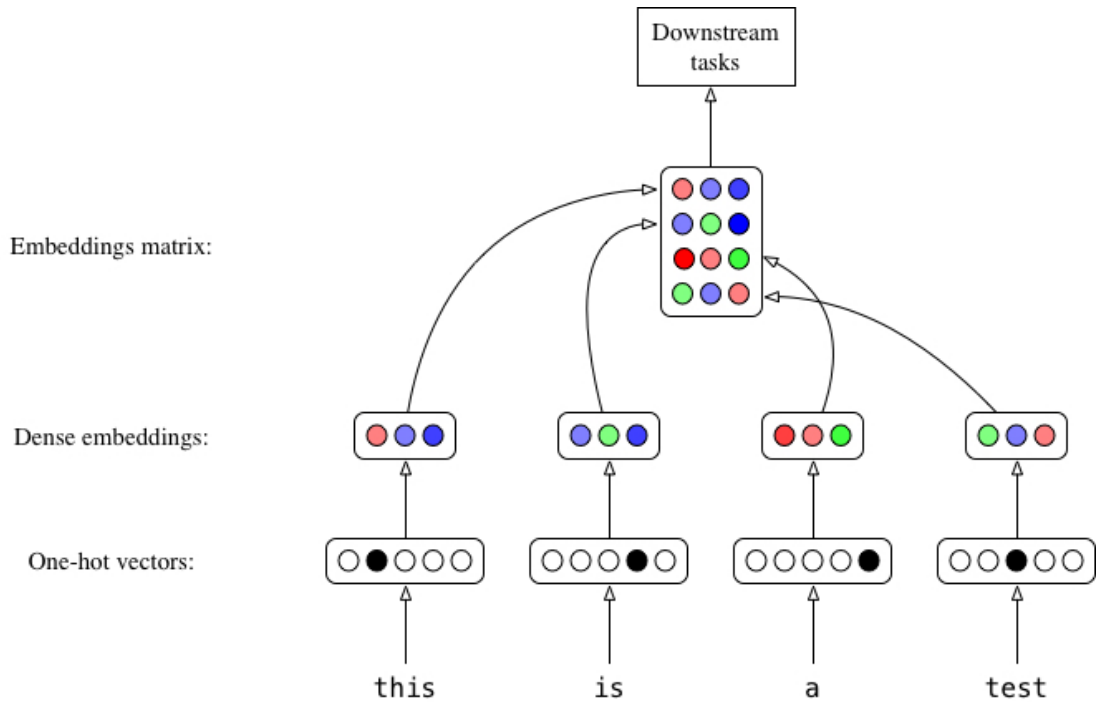 Downstream
tasks
Embeddings matrix:
Dense embeddings:
One-hot vectors:
this is a test